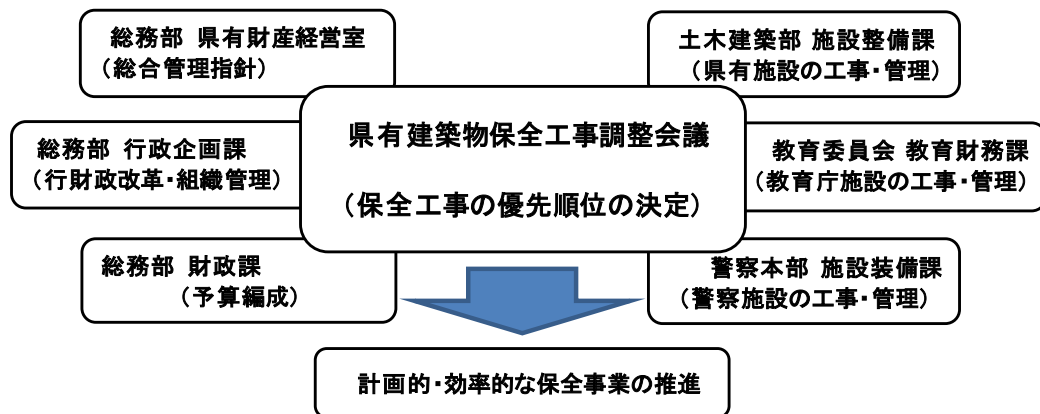 総務部 県有財産経営室
(総合管理指針)
土木建築部 施設整備課
(県有施設の工事・管理)
県有建築物保全工事調整会議
(保全工事の優先順位の決定)
総務部 行政企画課
(行財政改革・組織管理)
教育委員会 教育財務課
(教育庁施設の工事・管理)
総務部 財政課
(予算編成)
警察本部 施設装備課
(警察施設の工事・管理)
計画的・効率的な保全事業の推進